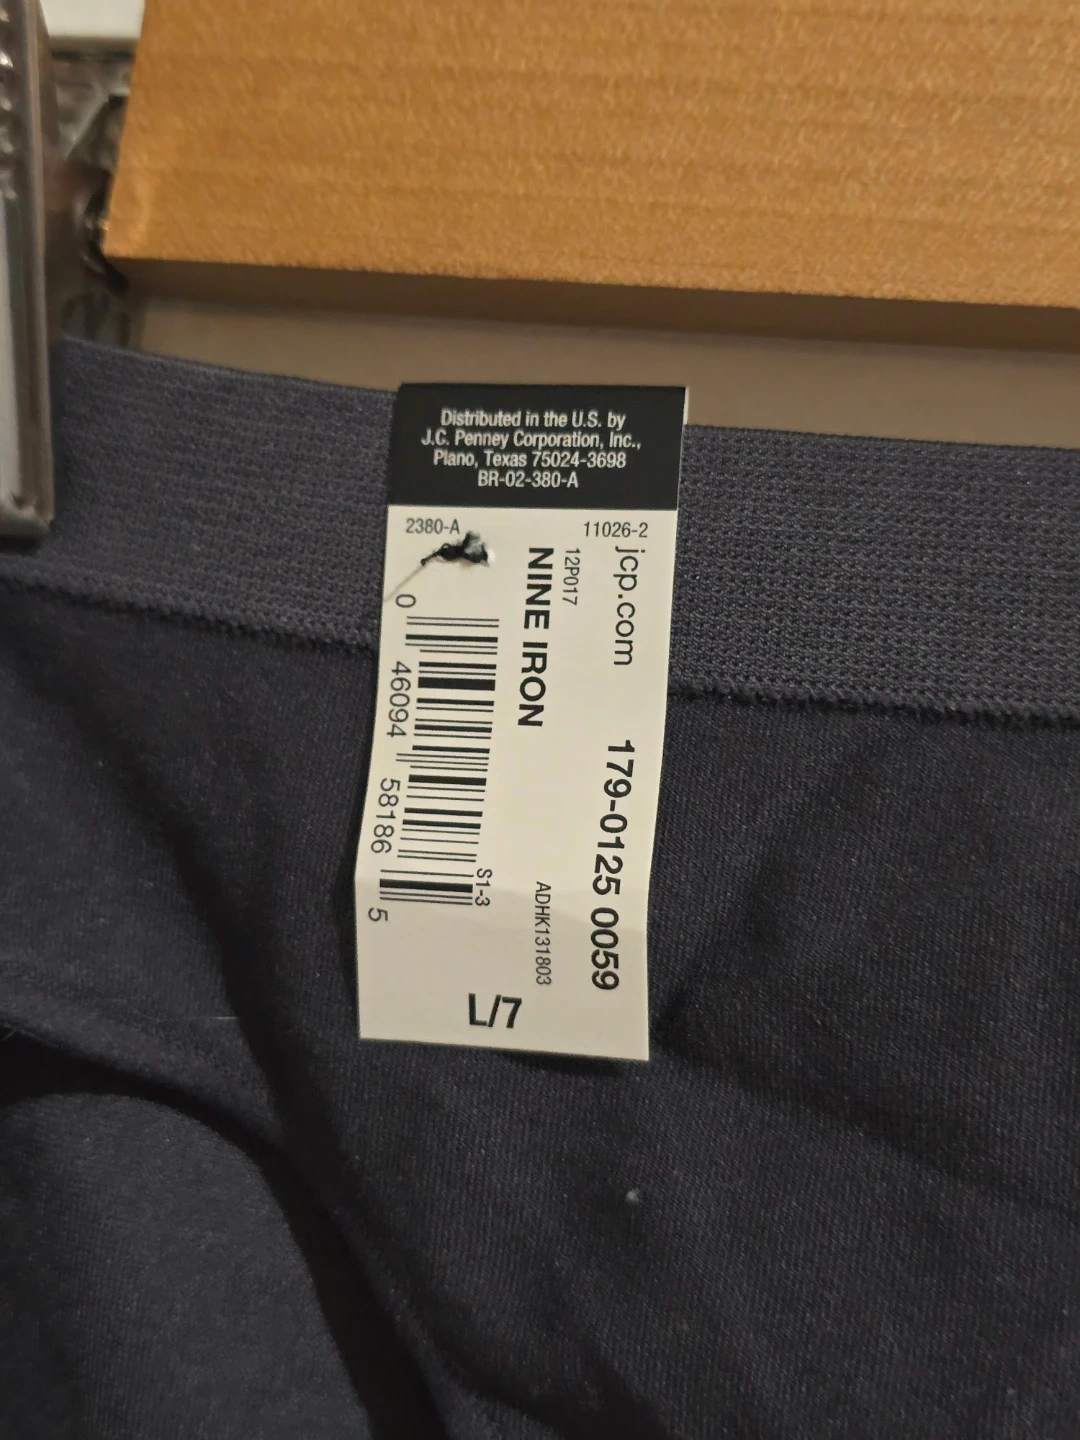 Distributed in the U.S. by
J.C. Penney Corporation, Inc.,
Plano, Texas 75024-3698
BR-02-380-A
2380-A
11026-2
jcp.com 179-0125 0059
12P017 ADHK131803
NINE IRON
S1-3
0 46094 58186 5
L/7